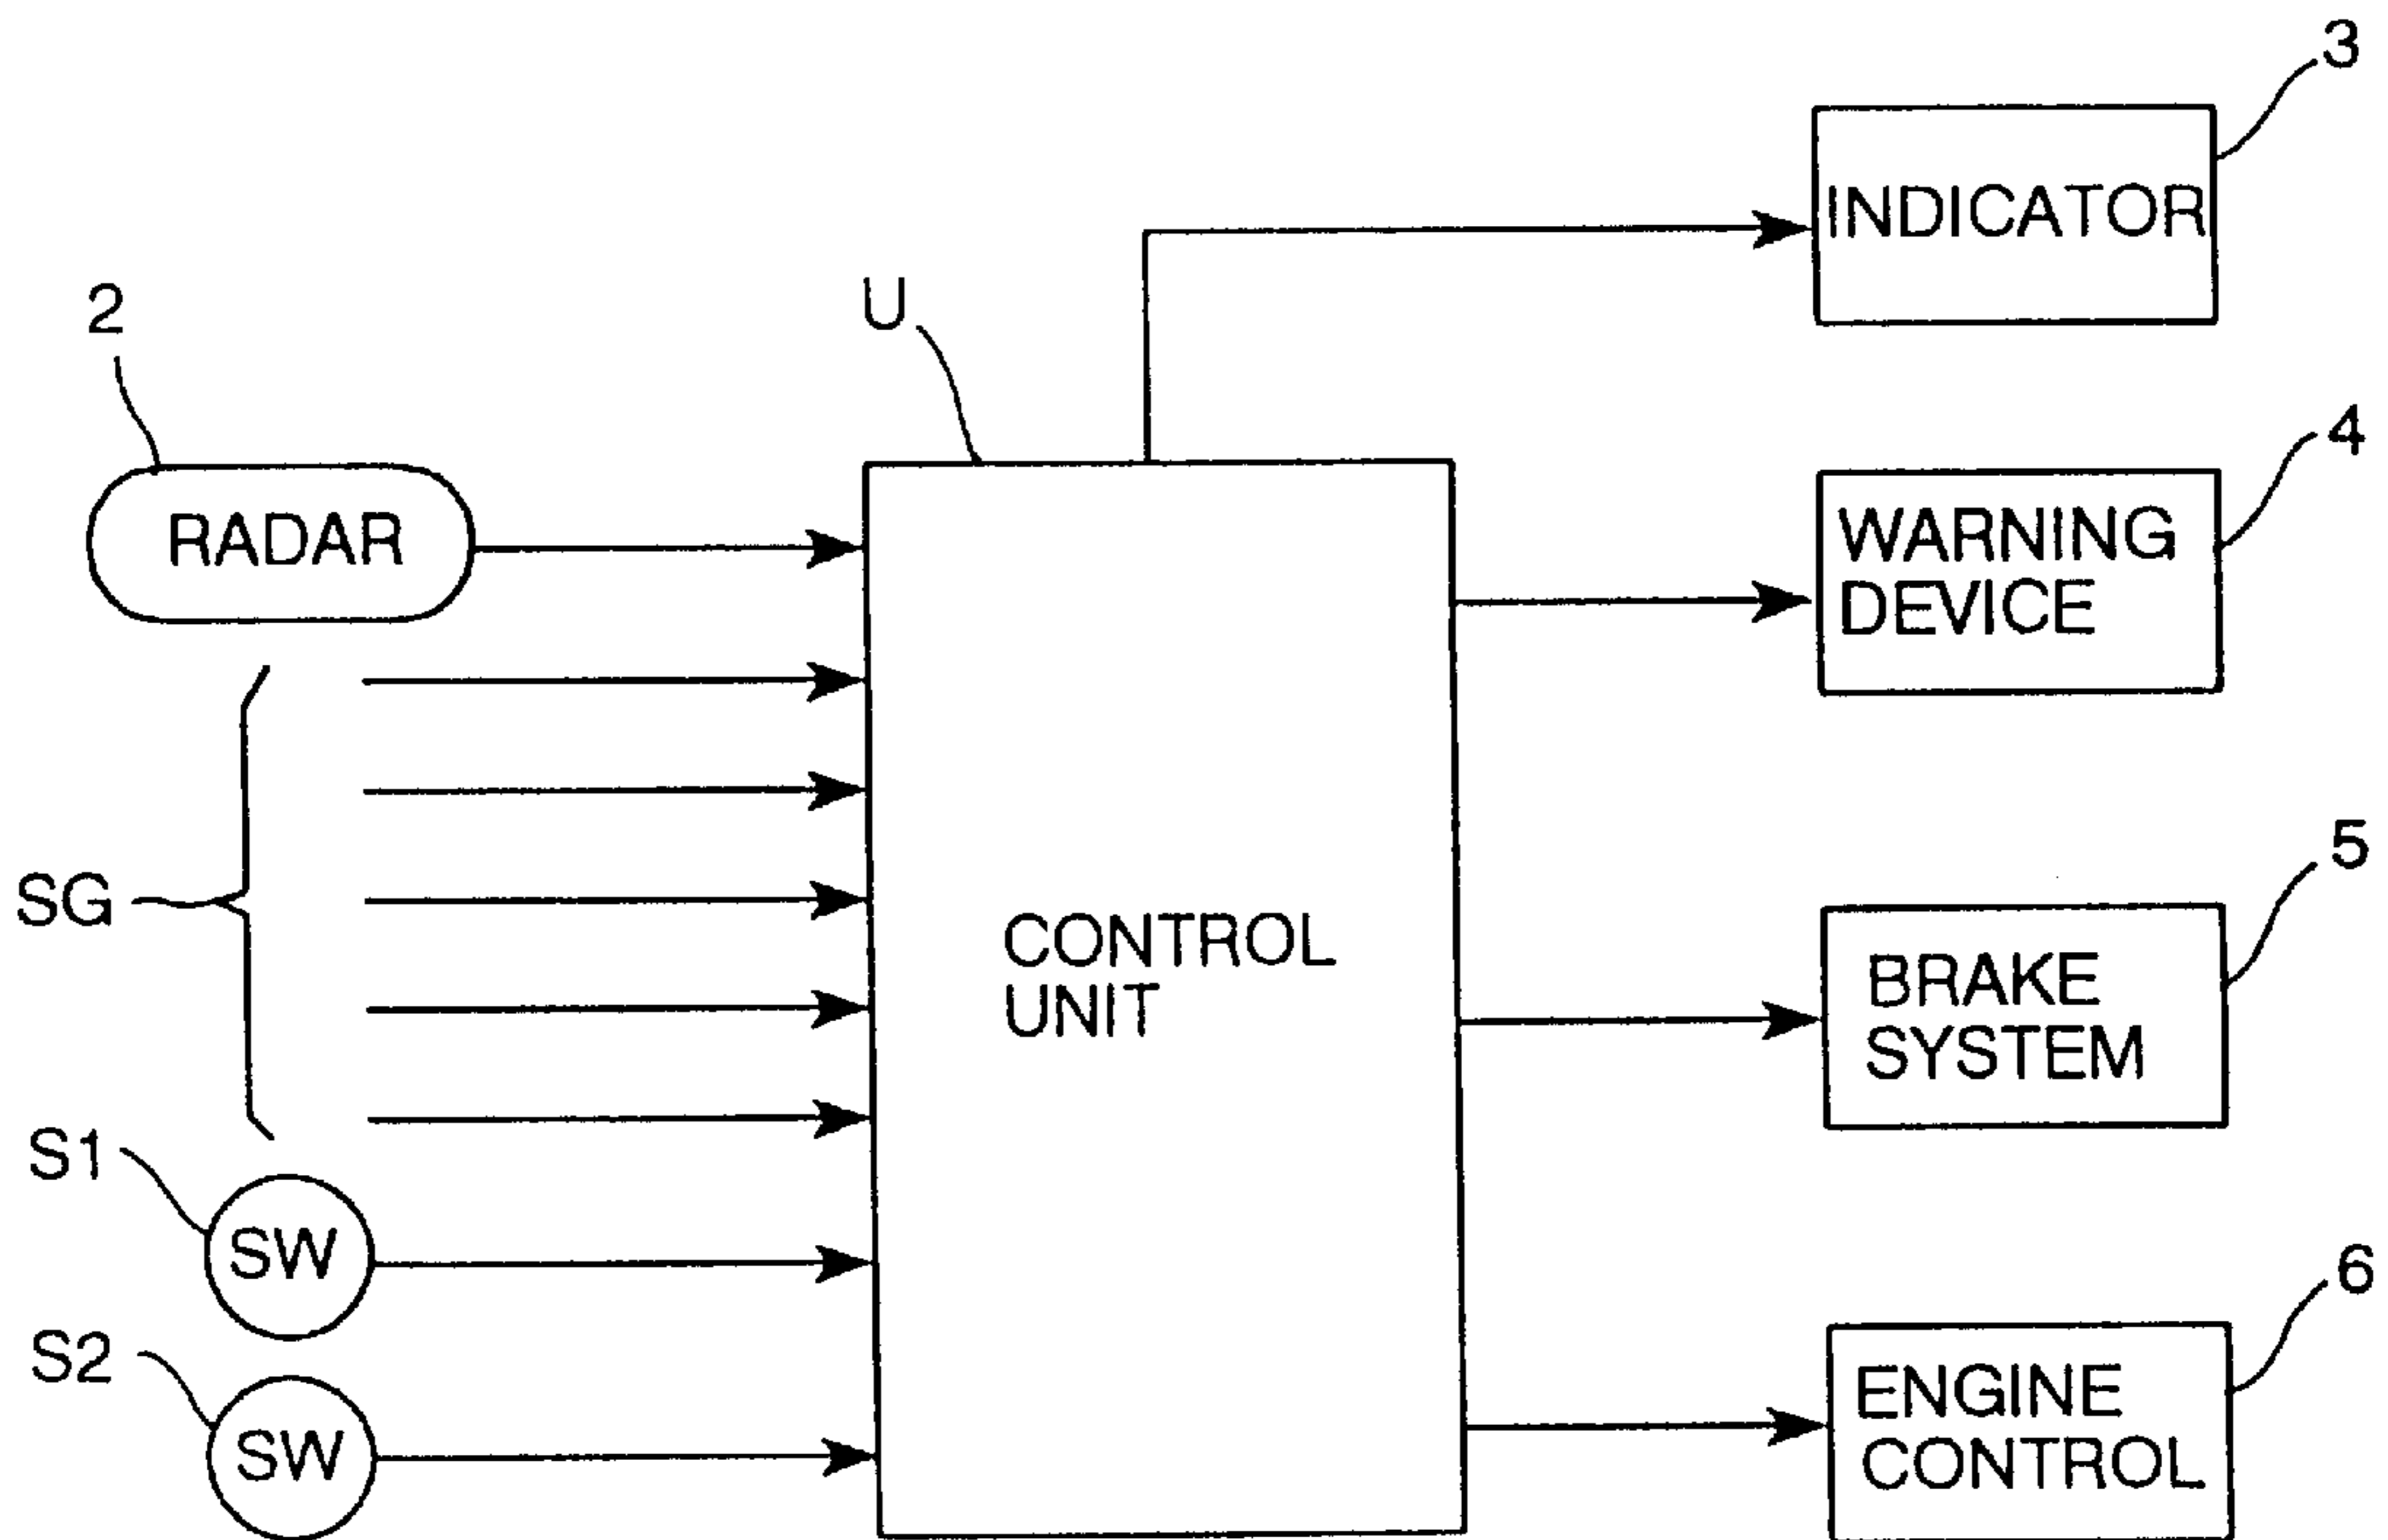 3
INDICATOR
2
U
4
RADAR
WARNING
DEVICE
5
SG
CONTROL
UNIT
BRAKE
SYSTEM
S1
SW
6
S2
SW
ENGINE
CONTROL